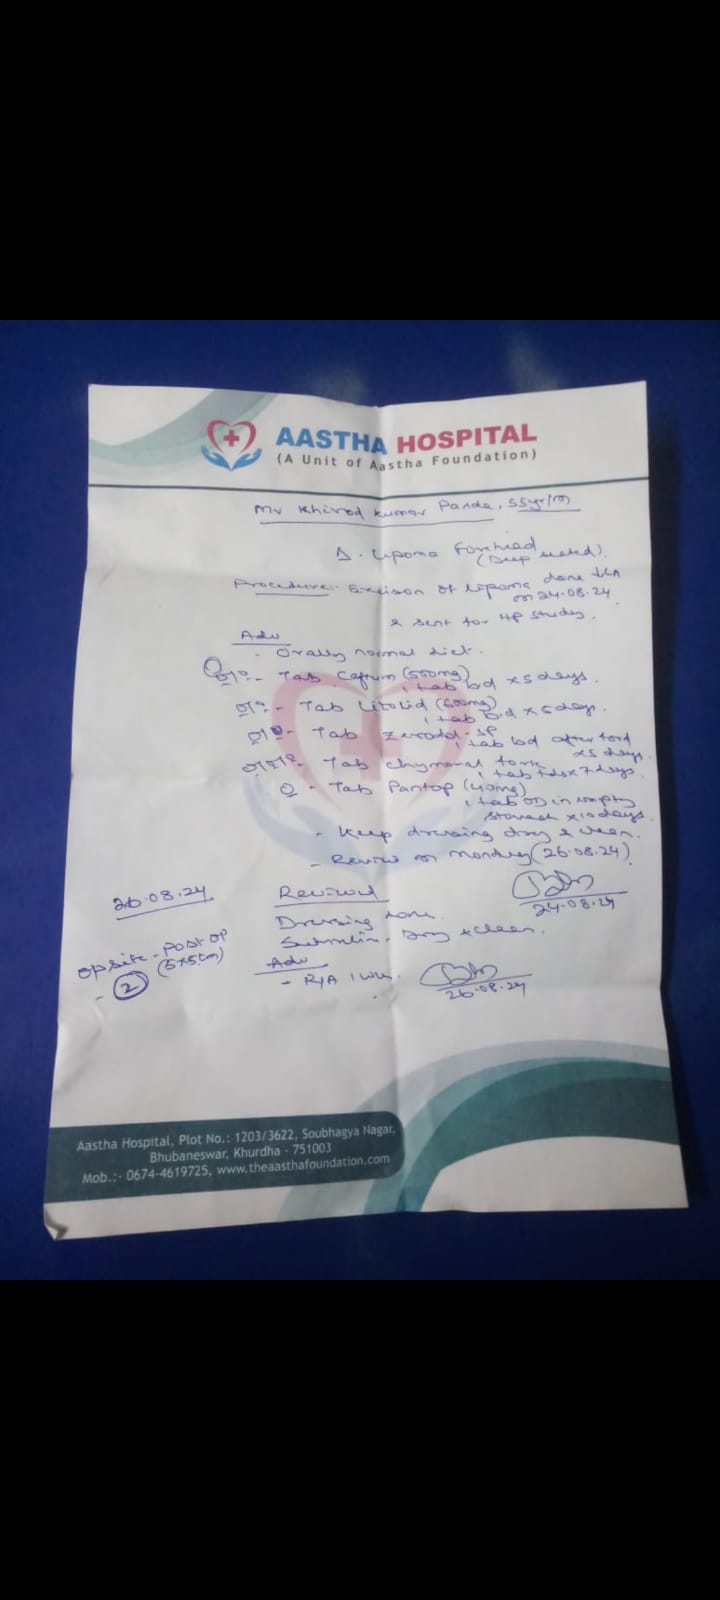 AASTHA HOSPITAL
(A Unit of Aastha Foundation)
Mr Khirod Kumar Panda, 55yr/M
Δ. Lipoma Forehead
(Deep seated).
Procedure:- Excision of Lipoma done
on 24.08.24
& sent for HP study.
Adv
- Orally normal diet.
- Tab (500mg)
1 tab bd x 5 days.
- Tab Litolid (600mg)
1 tab bd x 5 days.
- Tab Zerodol-SP
1 tab bd after food
x 5 days.
Tab Chymoral forte
1 tab tds x 7 days.
- Tab Pantop (40mg)
1 tab OD in empty
stomach x 10 days.
- Keep dressing dry & clean.
- Review on Monday (26.08.24)
24.08.24
26.08.24
Reviewed
Dressing done.
Suture line. Dry & clean.
Opsite - Post OP
(5x5cm)
- 2
Adv
- R/A 1 wk.
26.08.24
Aastha Hospital, Plot No.: 1203/3622, Soubhagya Nagar,
Bhubaneswar, Khurdha - 751003
Mob.:- 0674-4619725, www.theaasthafoundation.com